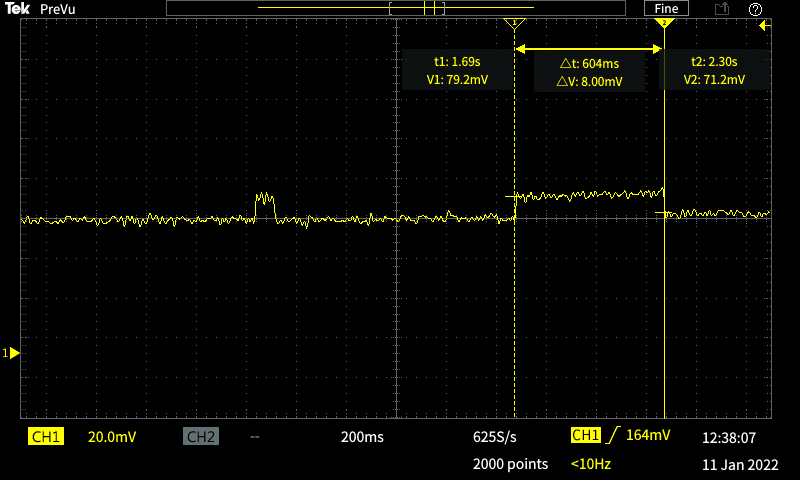 Tek PreVu Fine ?
1 2
t1: 1.69s △t: 604ms t2: 2.30s
V1: 79.2mV △V: 8.00mV V2: 71.2mV
1
CH1 20.0mV CH2 -- 200ms 625S/s CH1 164mV 12:38:07
2000 points <10Hz 11 Jan 2022